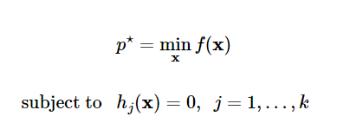 p* = min f(x)
x
subject to h_j(x) = 0, j = 1, . . . , k